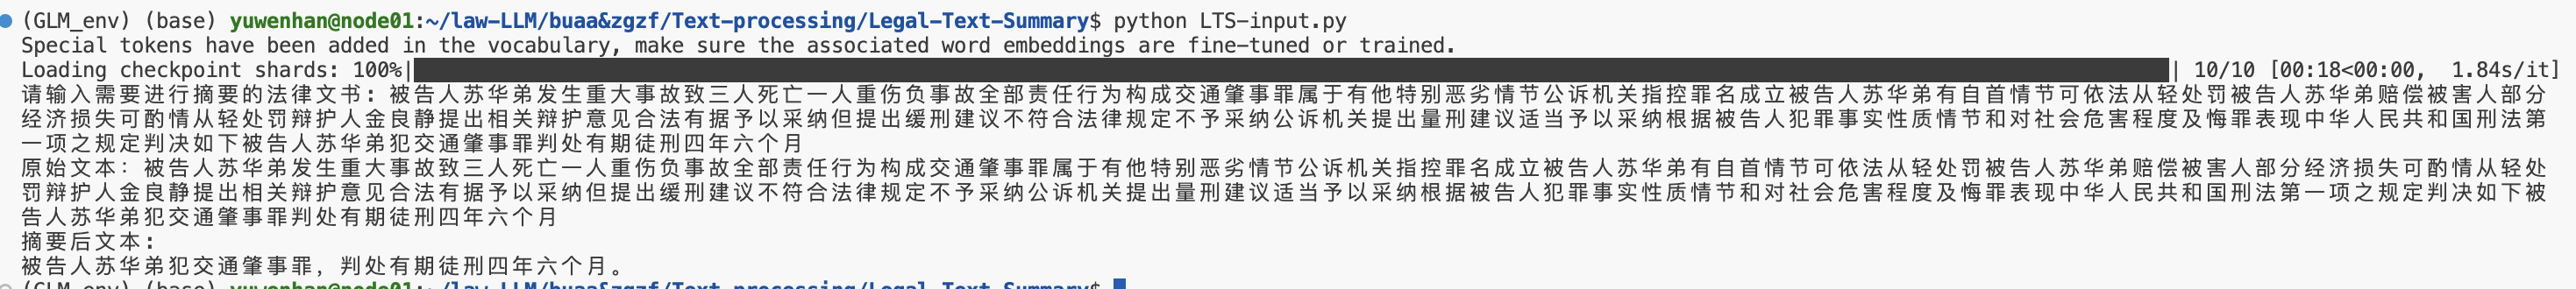 (GLM_env) (base) yuwenhan@node01:~/law-LLM/buaa&zgzf/Text-processing/Legal-Text-Summary$ python LTS-input.py
Special tokens have been added in the vocabulary, make sure the associated word embeddings are fine-tuned or trained.
Loading checkpoint shards: 100%|██████████| 10/10 [00:18<00:00,  1.84s/it]
请输入需要进行摘要的法律文书: 被告人苏华弟发生重大事故致三人死亡一人重伤负事故全部责任行为构成交通肇事罪属于有他特别恶劣情节公诉机关指控罪名成立被告人苏华弟有自首情节可依法从轻处罚被告人苏华弟赔偿被害人部分
经济损失可酌情从轻处罚辩护人金良静提出相关辩护意见合法有据予以采纳但提出缓刑建议不符合法律规定不予采纳公诉机关提出量刑建议适当予以采纳根据被告人犯罪事实性质情节和对社会危害程度及悔罪表现中华人民共和国刑法第
一项之规定判决如下被告人苏华弟犯交通肇事罪判处有期徒刑四年六个月
原始文本: 被告人苏华弟发生重大事故致三人死亡一人重伤负事故全部责任行为构成交通肇事罪属于有他特别恶劣情节公诉机关指控罪名成立被告人苏华弟有自首情节可依法从轻处罚被告人苏华弟赔偿被害人部分经济损失可酌情从轻处
罚辩护人金良静提出相关辩护意见合法有据予以采纳但提出缓刑建议不符合法律规定不予采纳公诉机关提出量刑建议适当予以采纳根据被告人犯罪事实性质情节和对社会危害程度及悔罪表现中华人民共和国刑法第一项之规定判决如下被
告人苏华弟犯交通肇事罪判处有期徒刑四年六个月
摘要后文本:
被告人苏华弟犯交通肇事罪，判处有期徒刑四年六个月。
(GLM_env) (base) yuwenhan@node01:~/law-LLM/buaa&zgzf/Text-processing/Legal-Text-Summary$